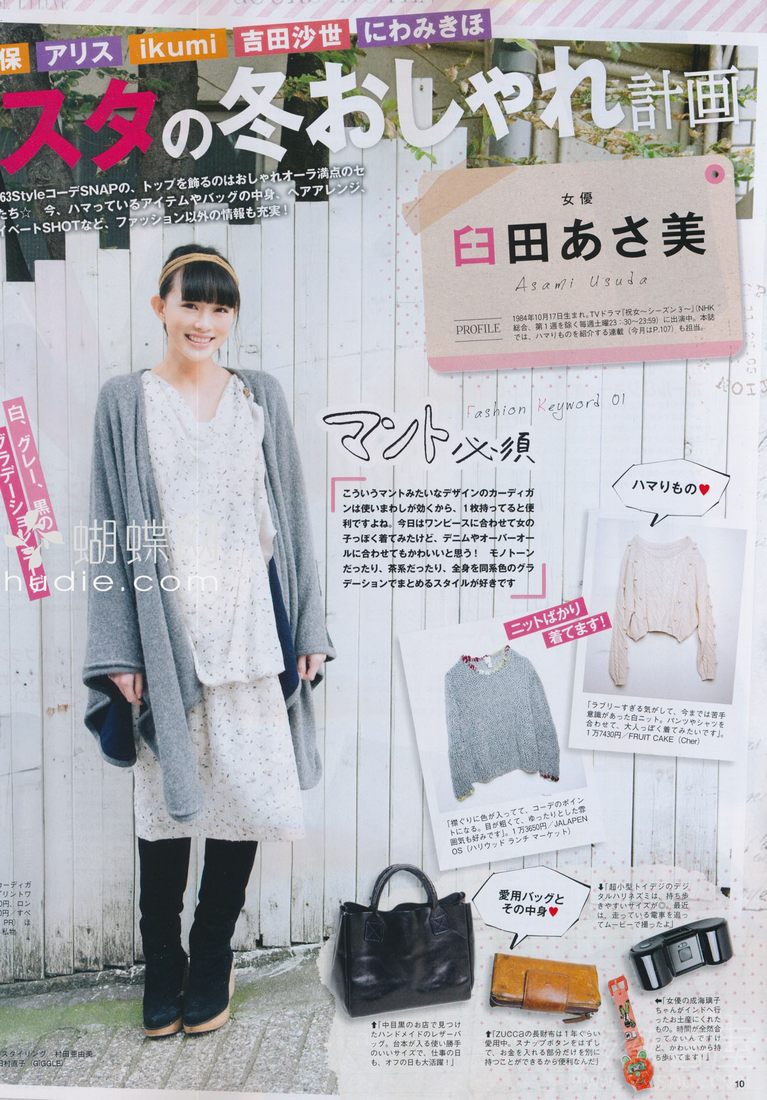 保 アリス ikumi 吉田沙世 にわみきほ
スタの冬おしゃれ計画
63StyleコーデSNAPの、トップを飾るのはおしゃれオーラ満点のセ
たち☆ 今、ハマっているアイテムやバッグの中身、ヘアアレンジ、
イベートSHOTなど、ファッション以外の情報も充実!
女優
臼田あさ美
Asami Usuda
PROFILE
1984年10月17日生まれ。TVドラマ『祝女〜シーズン3〜』(NHK
総合、第1週を除く毎週土曜23:30〜23:59)に出演中。本誌
では、ハマりものを紹介する連載(今月はP.107)も担当。
白、グレー、黒の
グラデーションコーデ
Fashion Keyword 01
マント必須
こういうマントみたいなデザインのカーディガ
ンは使いまわしが効くから、1枚持ってると便
利ですよね。今日はワンピースに合わせて女の
子っぽく着てみたけど、デニムやオーバーオー
ルに合わせてもかわいいと思う! モノトーン
だったり、茶系だったり、全身を同系色のグラ
デーションでまとめるスタイルが好きです
ハマりもの♥
ニットばかり
着てます!
「ラブリーすぎる気がして、今までは苦手
意識があった白ニット。パンツやシャツを
合わせて、大人っぽく着てみたいです」。
1万7430円/FRUIT CAKE(Cher)
「襟ぐりに色が入ってて、コーデのポイン
トになる。目が粗くて、ゆったりとした雰
囲気も好みです」。1万3650円/JALAPEN
OS(ハリウッド ランチ マーケット)
愛用バッグと
その中身♥
⬇「超小型トイデジのデジ
タルハリネズミは、持ち歩
きやすいサイズが◎。最近
は、走っている電車を追っ
てムービーで撮ったよ」
⬆「中目黒のお店で見つけ
たハンドメイドのレザーバ
ッグ。台本が入る使い勝手
のいいサイズで、仕事の日
も、オフの日も大活躍!」
⬆「ZUCCaの長財布は1年ぐらい
愛用中。スナップボタンをはずし
て、お金を入れる部分だけを別に
持つことができるから便利なんだ」
⬅「女優の成海璃子
ちゃんがインドへ行
ったお土産にくれた
もの。時間が全然合
ってないんですけ
ど、かわいいから持
ち歩いてます!」
カーディガ
プリントワ
0円、ロン
円/すべ
PR) ほ
私物
スタイリング 村田亜由美
田村直子(GiGGLE)
蝴蝶
hudie.com
10